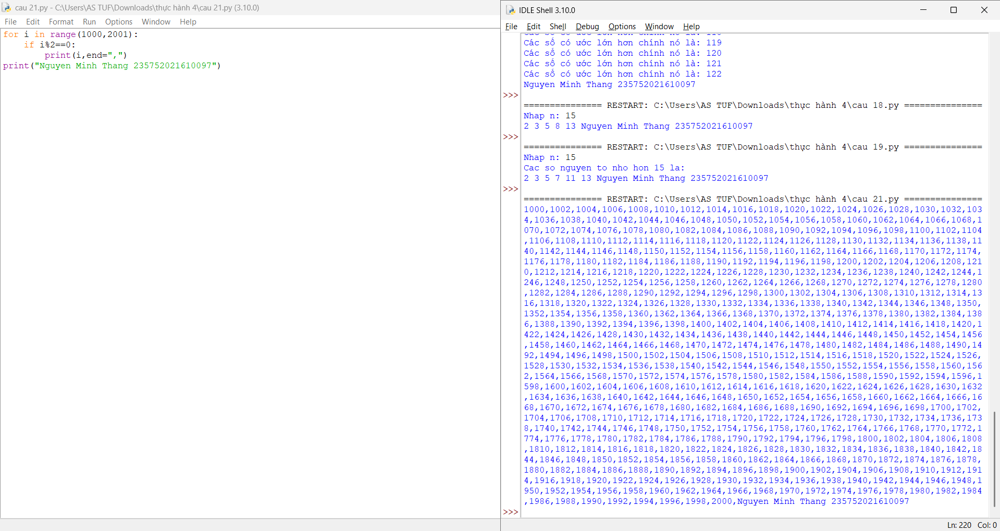 cau 21.py - C:\Users\AS TUF\Downloads\thực hành 4\cau 21.py (3.10.0)
File Edit Format Run Options Window Help
for i in range(1000,2001):
    if i%2==0:
        print(i,end=",")
print("Nguyen Minh Thang 235752021610097")
IDLE Shell 3.10.0
File Edit Shell Debug Options Window Help
Các số có ước lớn hơn chính nó là: 119
Các số có ước lớn hơn chính nó là: 120
Các số có ước lớn hơn chính nó là: 121
Các số có ước lớn hơn chính nó là: 122
Nguyen Minh Thang 235752021610097
>>>
=============== RESTART: C:\Users\AS TUF\Downloads\thực hành 4\cau 18.py ===============
Nhap n: 15
2 3 5 8 13 Nguyen Minh Thang 235752021610097
>>>
=============== RESTART: C:\Users\AS TUF\Downloads\thực hành 4\cau 19.py ===============
Nhap n: 15
Cac so nguyen to nho hon 15 la:
2 3 5 7 11 13 Nguyen Minh Thang 235752021610097
>>>
=============== RESTART: C:\Users\AS TUF\Downloads\thực hành 4\cau 21.py ===============
1000,1002,1004,1006,1008,1010,1012,1014,1016,1018,1020,1022,1024,1026,1028,1030,1032,103
4,1036,1038,1040,1042,1044,1046,1048,1050,1052,1054,1056,1058,1060,1062,1064,1066,1068,1
070,1072,1074,1076,1078,1080,1082,1084,1086,1088,1090,1092,1094,1096,1098,1100,1102,1104
,1106,1108,1110,1112,1114,1116,1118,1120,1122,1124,1126,1128,1130,1132,1134,1136,1138,11
40,1142,1144,1146,1148,1150,1152,1154,1156,1158,1160,1162,1164,1166,1168,1170,1172,1174,
1176,1178,1180,1182,1184,1186,1188,1190,1192,1194,1196,1198,1200,1202,1204,1206,1208,121
0,1212,1214,1216,1218,1220,1222,1224,1226,1228,1230,1232,1234,1236,1238,1240,1242,1244,1
246,1248,1250,1252,1254,1256,1258,1260,1262,1264,1266,1268,1270,1272,1274,1276,1278,1280
,1282,1284,1286,1288,1290,1292,1294,1296,1298,1300,1302,1304,1306,1308,1310,1312,1314,13
16,1318,1320,1322,1324,1326,1328,1330,1332,1334,1336,1338,1340,1342,1344,1346,1348,1350,
1352,1354,1356,1358,1360,1362,1364,1366,1368,1370,1372,1374,1376,1378,1380,1382,1384,138
6,1388,1390,1392,1394,1396,1398,1400,1402,1404,1406,1408,1410,1412,1414,1416,1418,1420,1
422,1424,1426,1428,1430,1432,1434,1436,1438,1440,1442,1444,1446,1448,1450,1452,1454,1456
,1458,1460,1462,1464,1466,1468,1470,1472,1474,1476,1478,1480,1482,1484,1486,1488,1490,14
92,1494,1496,1498,1500,1502,1504,1506,1508,1510,1512,1514,1516,1518,1520,1522,1524,1526,
1528,1530,1532,1534,1536,1538,1540,1542,1544,1546,1548,1550,1552,1554,1556,1558,1560,156
2,1564,1566,1568,1570,1572,1574,1576,1578,1580,1582,1584,1586,1588,1590,1592,1594,1596,1
598,1600,1602,1604,1606,1608,1610,1612,1614,1616,1618,1620,1622,1624,1626,1628,1630,1632
,1634,1636,1638,1640,1642,1644,1646,1648,1650,1652,1654,1656,1658,1660,1662,1664,1666,16
68,1670,1672,1674,1676,1678,1680,1682,1684,1686,1688,1690,1692,1694,1696,1698,1700,1702,
1704,1706,1708,1710,1712,1714,1716,1718,1720,1722,1724,1726,1728,1730,1732,1734,1736,173
8,1740,1742,1744,1746,1748,1750,1752,1754,1756,1758,1760,1762,1764,1766,1768,1770,1772,1
774,1776,1778,1780,1782,1784,1786,1788,1790,1792,1794,1796,1798,1800,1802,1804,1806,1808
,1810,1812,1814,1816,1818,1820,1822,1824,1826,1828,1830,1832,1834,1836,1838,1840,1842,18
44,1846,1848,1850,1852,1854,1856,1858,1860,1862,1864,1866,1868,1870,1872,1874,1876,1878,
1880,1882,1884,1886,1888,1890,1892,1894,1896,1898,1900,1902,1904,1906,1908,1910,1912,191
4,1916,1918,1920,1922,1924,1926,1928,1930,1932,1934,1936,1938,1940,1942,1944,1946,1948,1
950,1952,1954,1956,1958,1960,1962,1964,1966,1968,1970,1972,1974,1976,1978,1980,1982,1984
,1986,1988,1990,1992,1994,1996,1998,2000,Nguyen Minh Thang 235752021610097
>>>
Ln: 220 Col: 0